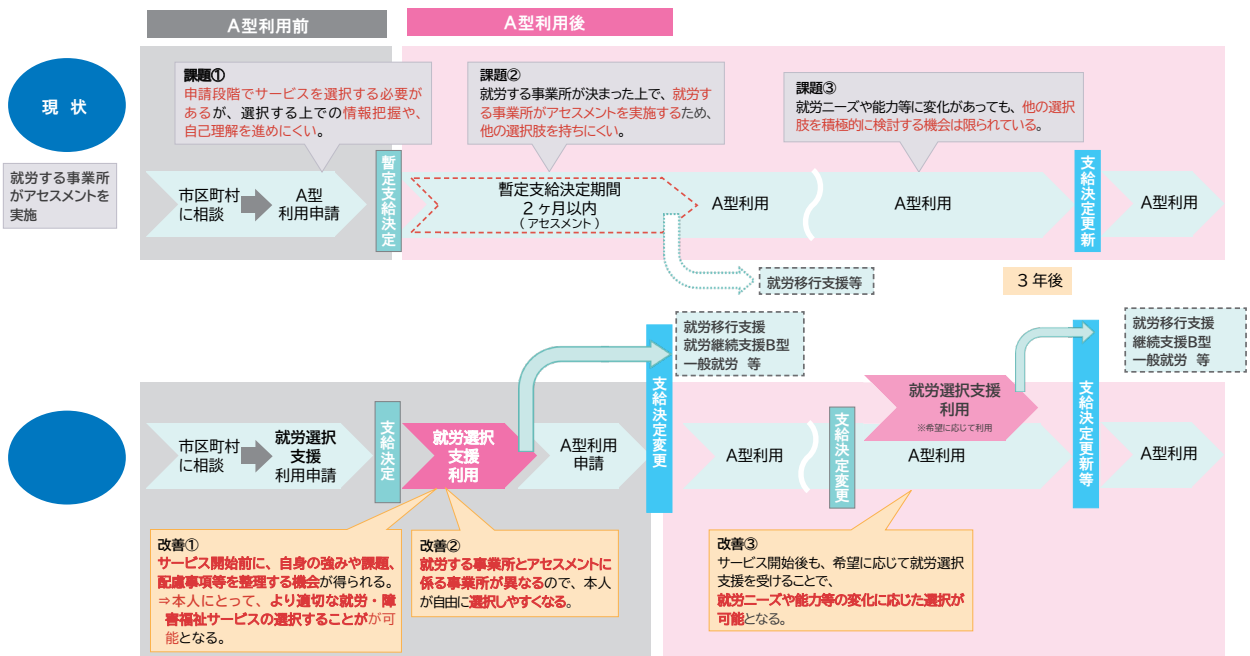 A型利用前
A型利用後
現 状
就労する事業所
がアセスメントを
実施
課題①
申請段階でサービスを選択する必要が
あるが、選択する上での情報把握や、
自己理解を進めにくい。
課題②
就労する事業所が決まった上で、就労す
る事業所がアセスメントを実施するため、
他の選択肢を持ちにくい。
課題③
就労ニーズや能力等に変化があっても、他の選択
肢を積極的に検討する機会は限られている。
市区町村
に相談
A型
利用申請
暫定支給決定
暫定支給決定期間
2ヶ月以内
(アセスメント)
A型利用
A型利用
支給決定更新
A型利用
就労移行支援等
3年後
就労移行支援
就労継続支援B型
一般就労 等
就労移行支援
継続支援B型
一般就労 等
市区町村
に相談
就労選択
支援
利用申請
支給決定
就労選択
支援
利用
A型利用
申請
支給決定変更
A型利用
支給決定変更
就労選択支援
利用
※希望に応じて利用
A型利用
支給決定更新等
A型利用
改善①
サービス開始前に、自身の強みや課題、
配慮事項等を整理する機会が得られる。
⇒本人にとって、より適切な就労・障
害福祉サービスの選択することがが可
能となる。
改善②
就労する事業所とアセスメントに
係る事業所が異なるので、本人
が自由に選択しやすくなる。
改善③
サービス開始後も、希望に応じて就労選択
支援を受けることで、
就労ニーズや能力等の変化に応じた選択が
可能となる。